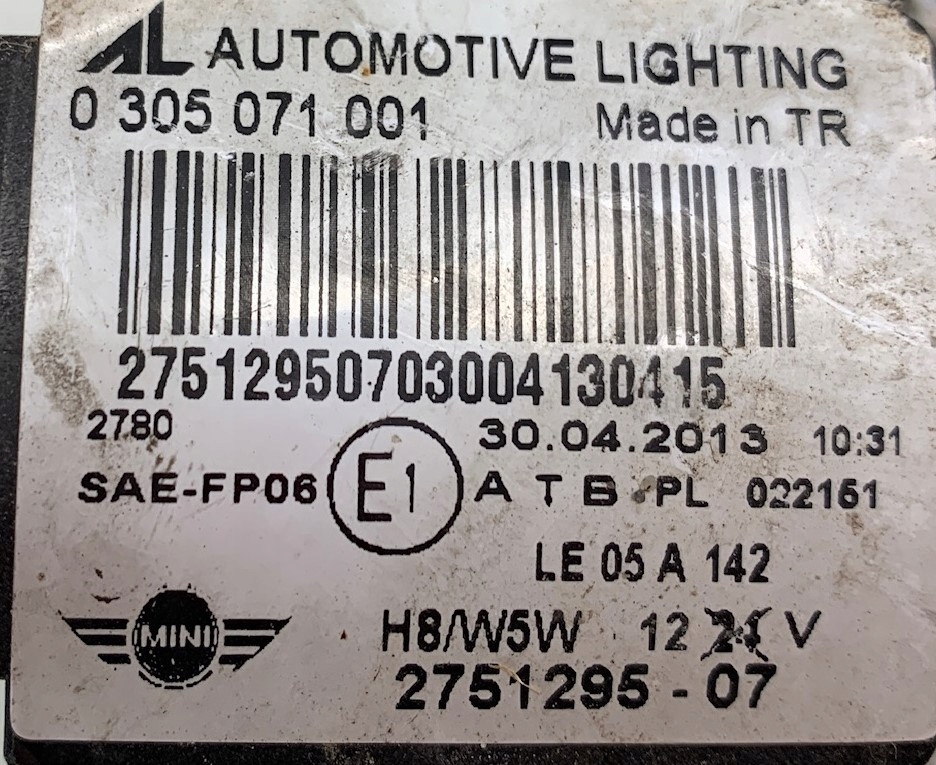 AL AUTOMOTIVE LIGHTING
0 305 071 001 Made in TR
27512950703004130415
2780 30.04.2013 10:31
SAE-FP06 E1 A T B PL 022151
LE 05 A 142
MINI H8/W5W 12 24 V
2751295 - 07